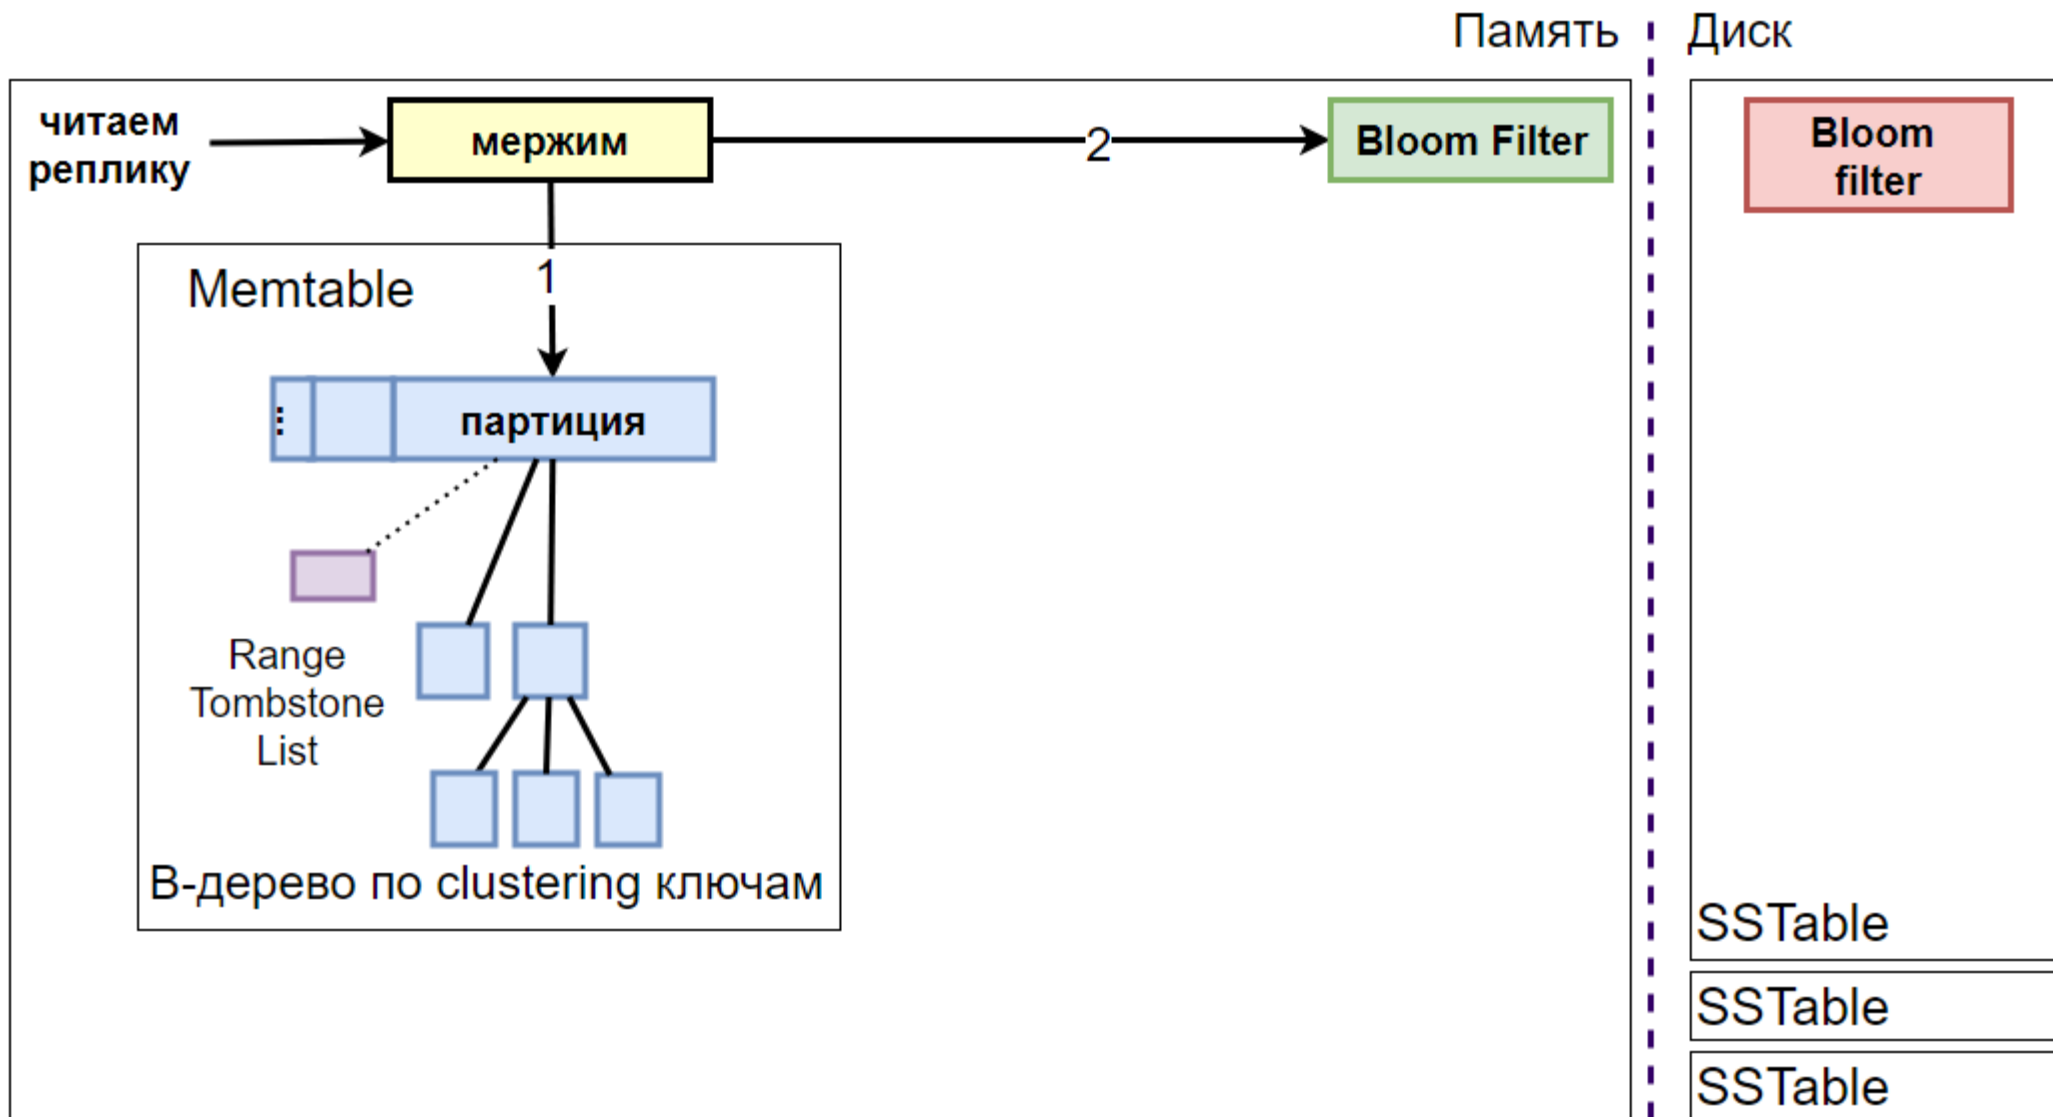 Память
Диск
читаем
реплику
мержим
2
Bloom Filter
Bloom
filter
1
Memtable
⋮
партиция
Range
Tombstone
List
В-дерево по clustering ключам
SSTable
SSTable
SSTable